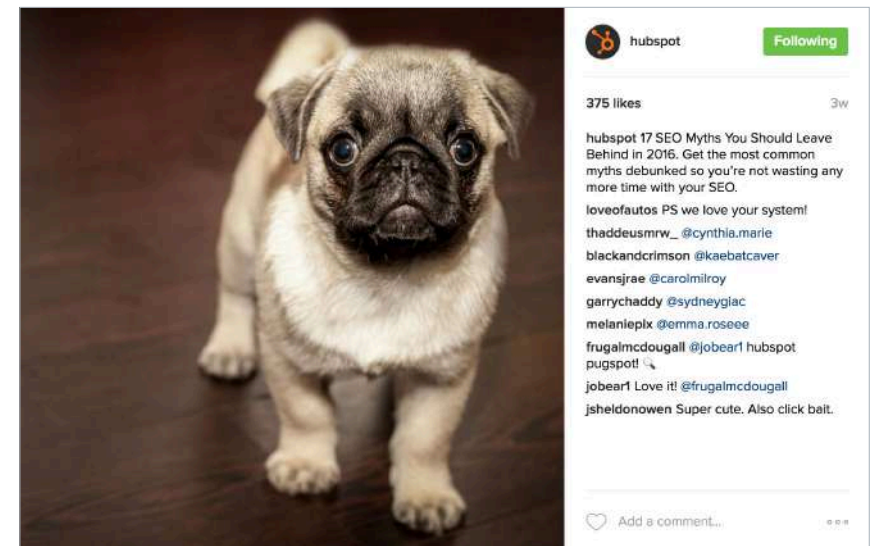 hubspot
Following
375 likes
3w
hubspot 17 SEO Myths You Should Leave
Behind in 2016. Get the most common
myths debunked so you're not wasting any
more time with your SEO.
loveofautos PS we love your system!
thaddeusmrw_ @cynthia.marie
blackandcrimson @kaebatcaver
evansjrae @carolmilroy
garrychaddy @sydneygiac
melanieplx @emma.roseee
frugalmcdougall @jobear1 hubspot
pugspot! 🔍
jobear1 Love it! @frugalmcdougall
jsheldonowen Super cute. Also click bait.
Add a comment...